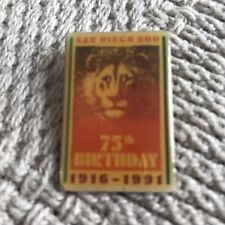 SAN DIEGO ZOO
75th
BIRTHDAY
1916-1991